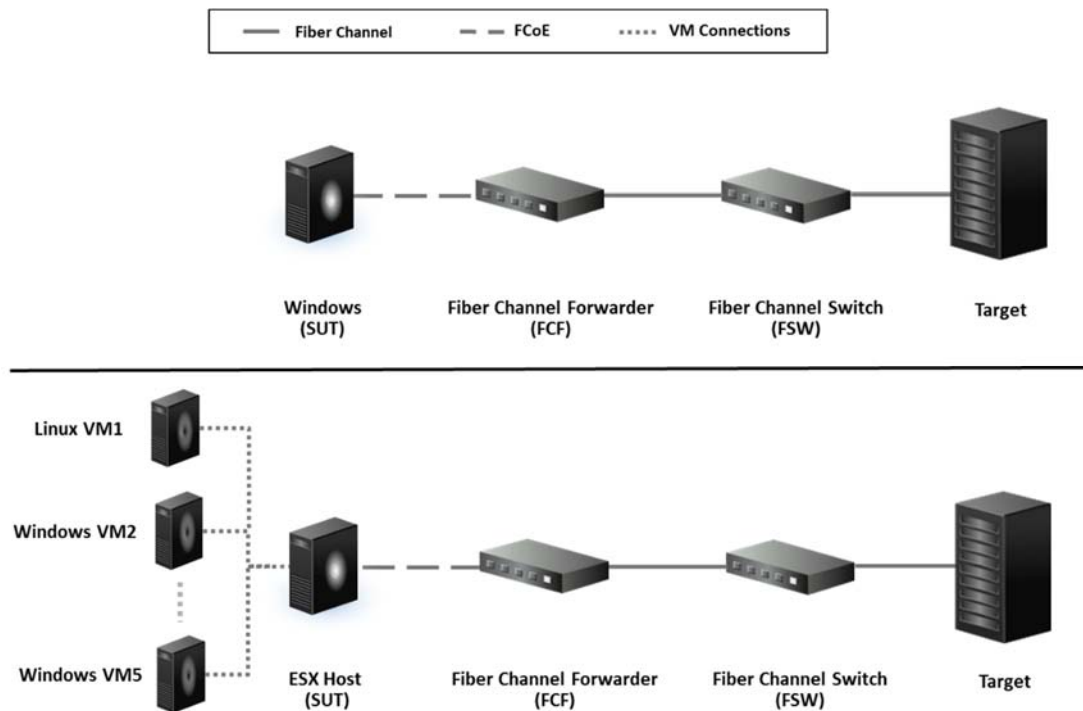 Fiber Channel
FCoE
VM Connections
Windows
(SUT)
Fiber Channel Forwarder
(FCF)
Fiber Channel Switch
(FSW)
Target
Linux VM1
Windows VM2
Windows VM5
ESX Host
(SUT)
Fiber Channel Forwarder
(FCF)
Fiber Channel Switch
(FSW)
Target